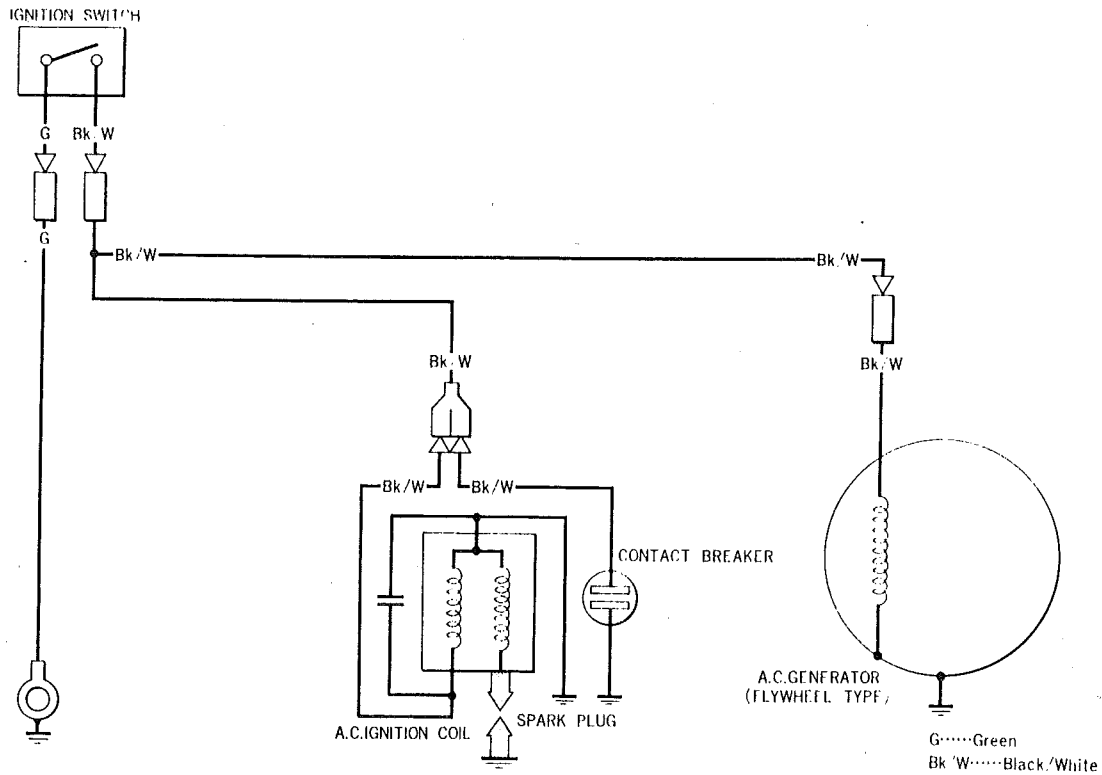 IGNITION SWITCH
G
Bk/W
G
Bk/W
Bk/W
Bk/W
Bk/W
Bk/W
Bk/W
CONTACT BREAKER
A.C.IGNITION COIL
SPARK PLUG
A.C.GENERATOR
(FLYWHEEL TYPE)
G······Green
Bk/W······Black/White